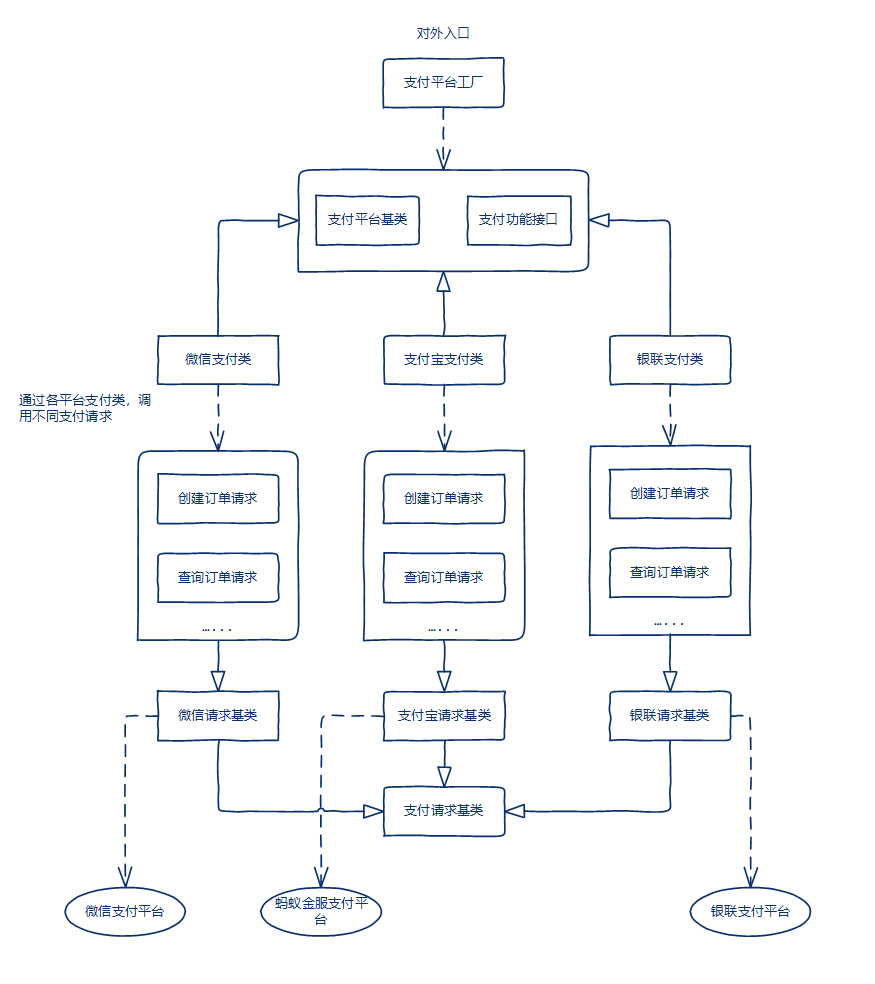 对外入口
支付平台工厂
支付平台基类
支付功能接口
微信支付类
支付宝支付类
银联支付类
通过各平台支付类，调
用不同支付请求
创建订单请求
创建订单请求
创建订单请求
查询订单请求
查询订单请求
查询订单请求
…...
…...
…...
微信请求基类
支付宝请求基类
银联请求基类
支付请求基类
微信支付平台
蚂蚁金服支付平
台
银联支付平台